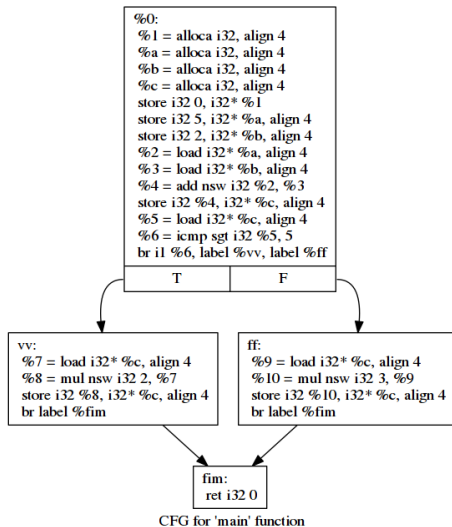 %0:
%1 = alloca i32, align 4
%a = alloca i32, align 4
%b = alloca i32, align 4
%c = alloca i32, align 4
store i32 0, i32* %1
store i32 5, i32* %a, align 4
store i32 2, i32* %b, align 4
%2 = load i32* %a, align 4
%3 = load i32* %b, align 4
%4 = add nsw i32 %2, %3
store i32 %4, i32* %c, align 4
%5 = load i32* %c, align 4
%6 = icmp sgt i32 %5, 5
br i1 %6, label %vv, label %ff
T F
vv:
%7 = load i32* %c, align 4
%8 = mul nsw i32 2, %7
store i32 %8, i32* %c, align 4
br label %fim
ff:
%9 = load i32* %c, align 4
%10 = mul nsw i32 3, %9
store i32 %10, i32* %c, align 4
br label %fim
fim:
ret i32 0
CFG for 'main' function